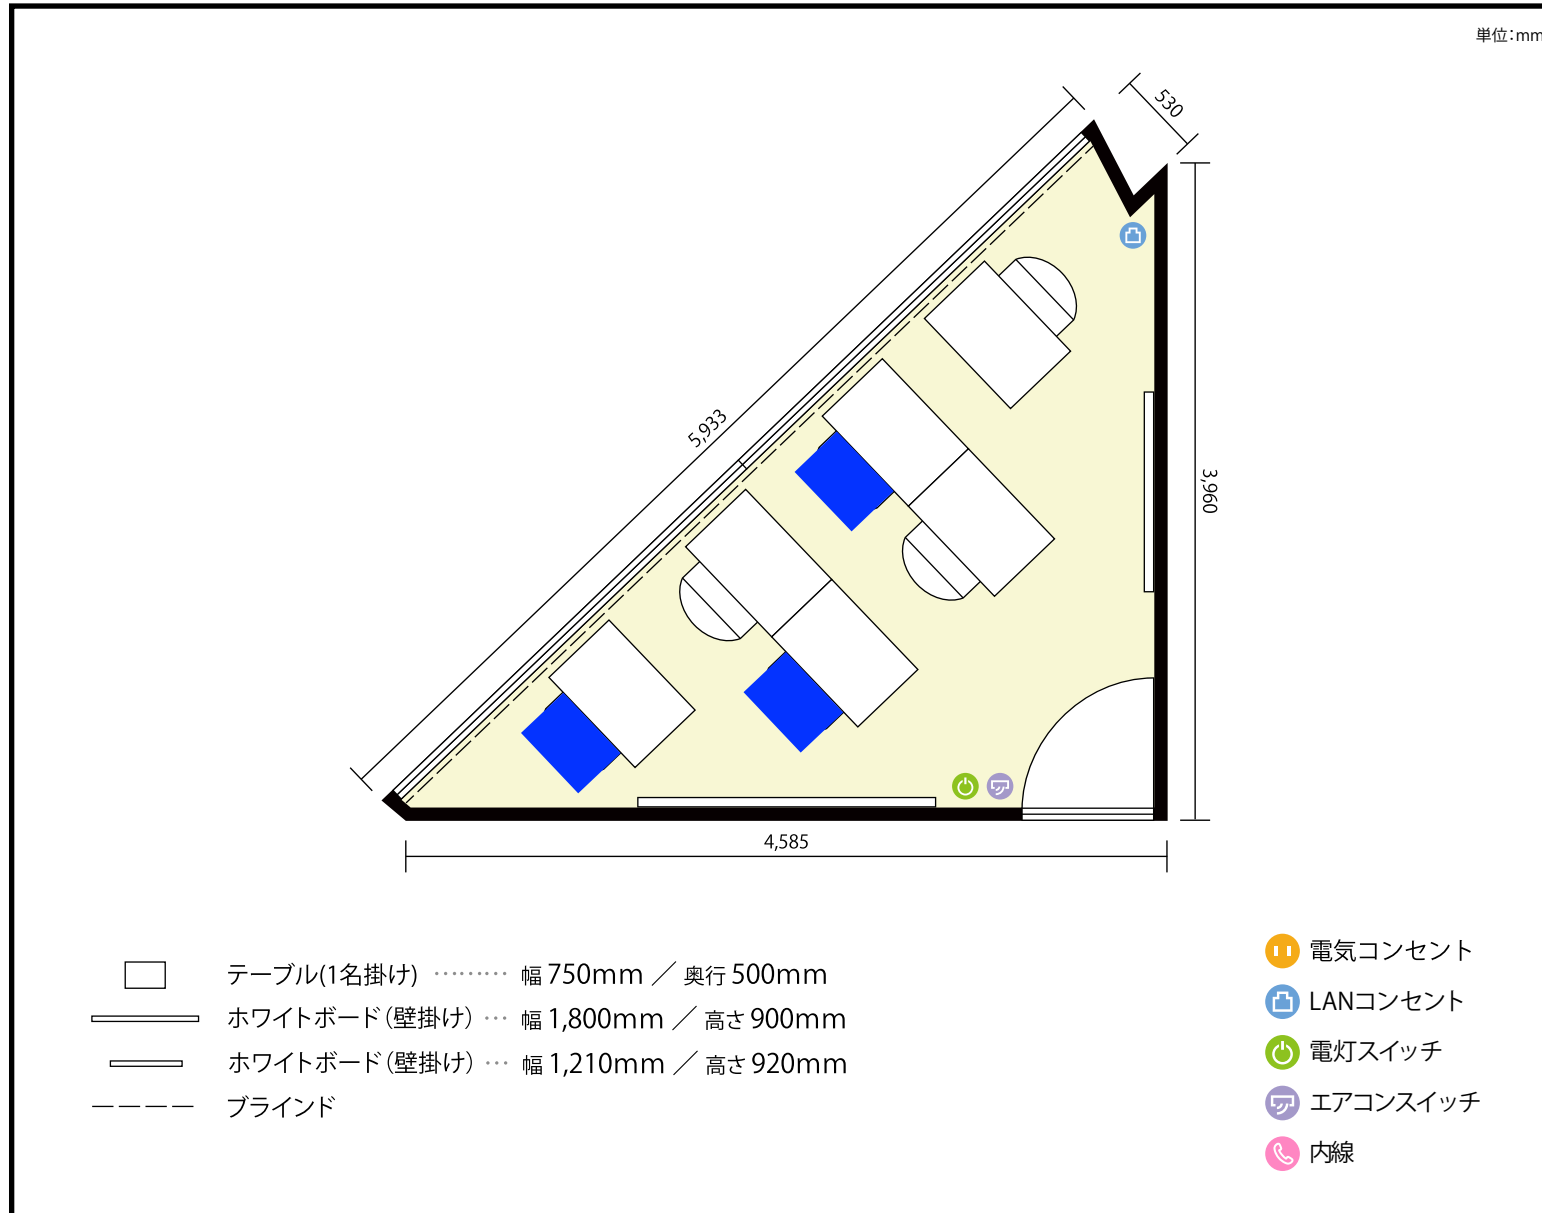 単位：mm
530
5,933
3,960
4,585
テーブル(1名掛け) ……… 幅 750mm ／ 奥行 500mm
ホワイトボード（壁掛け） … 幅 1,800mm ／ 高さ 900mm
ホワイトボード（壁掛け） … 幅 1,210mm ／ 高さ 920mm
ブラインド
電気コンセント
LANコンセント
電灯スイッチ
エアコンスイッチ
内線